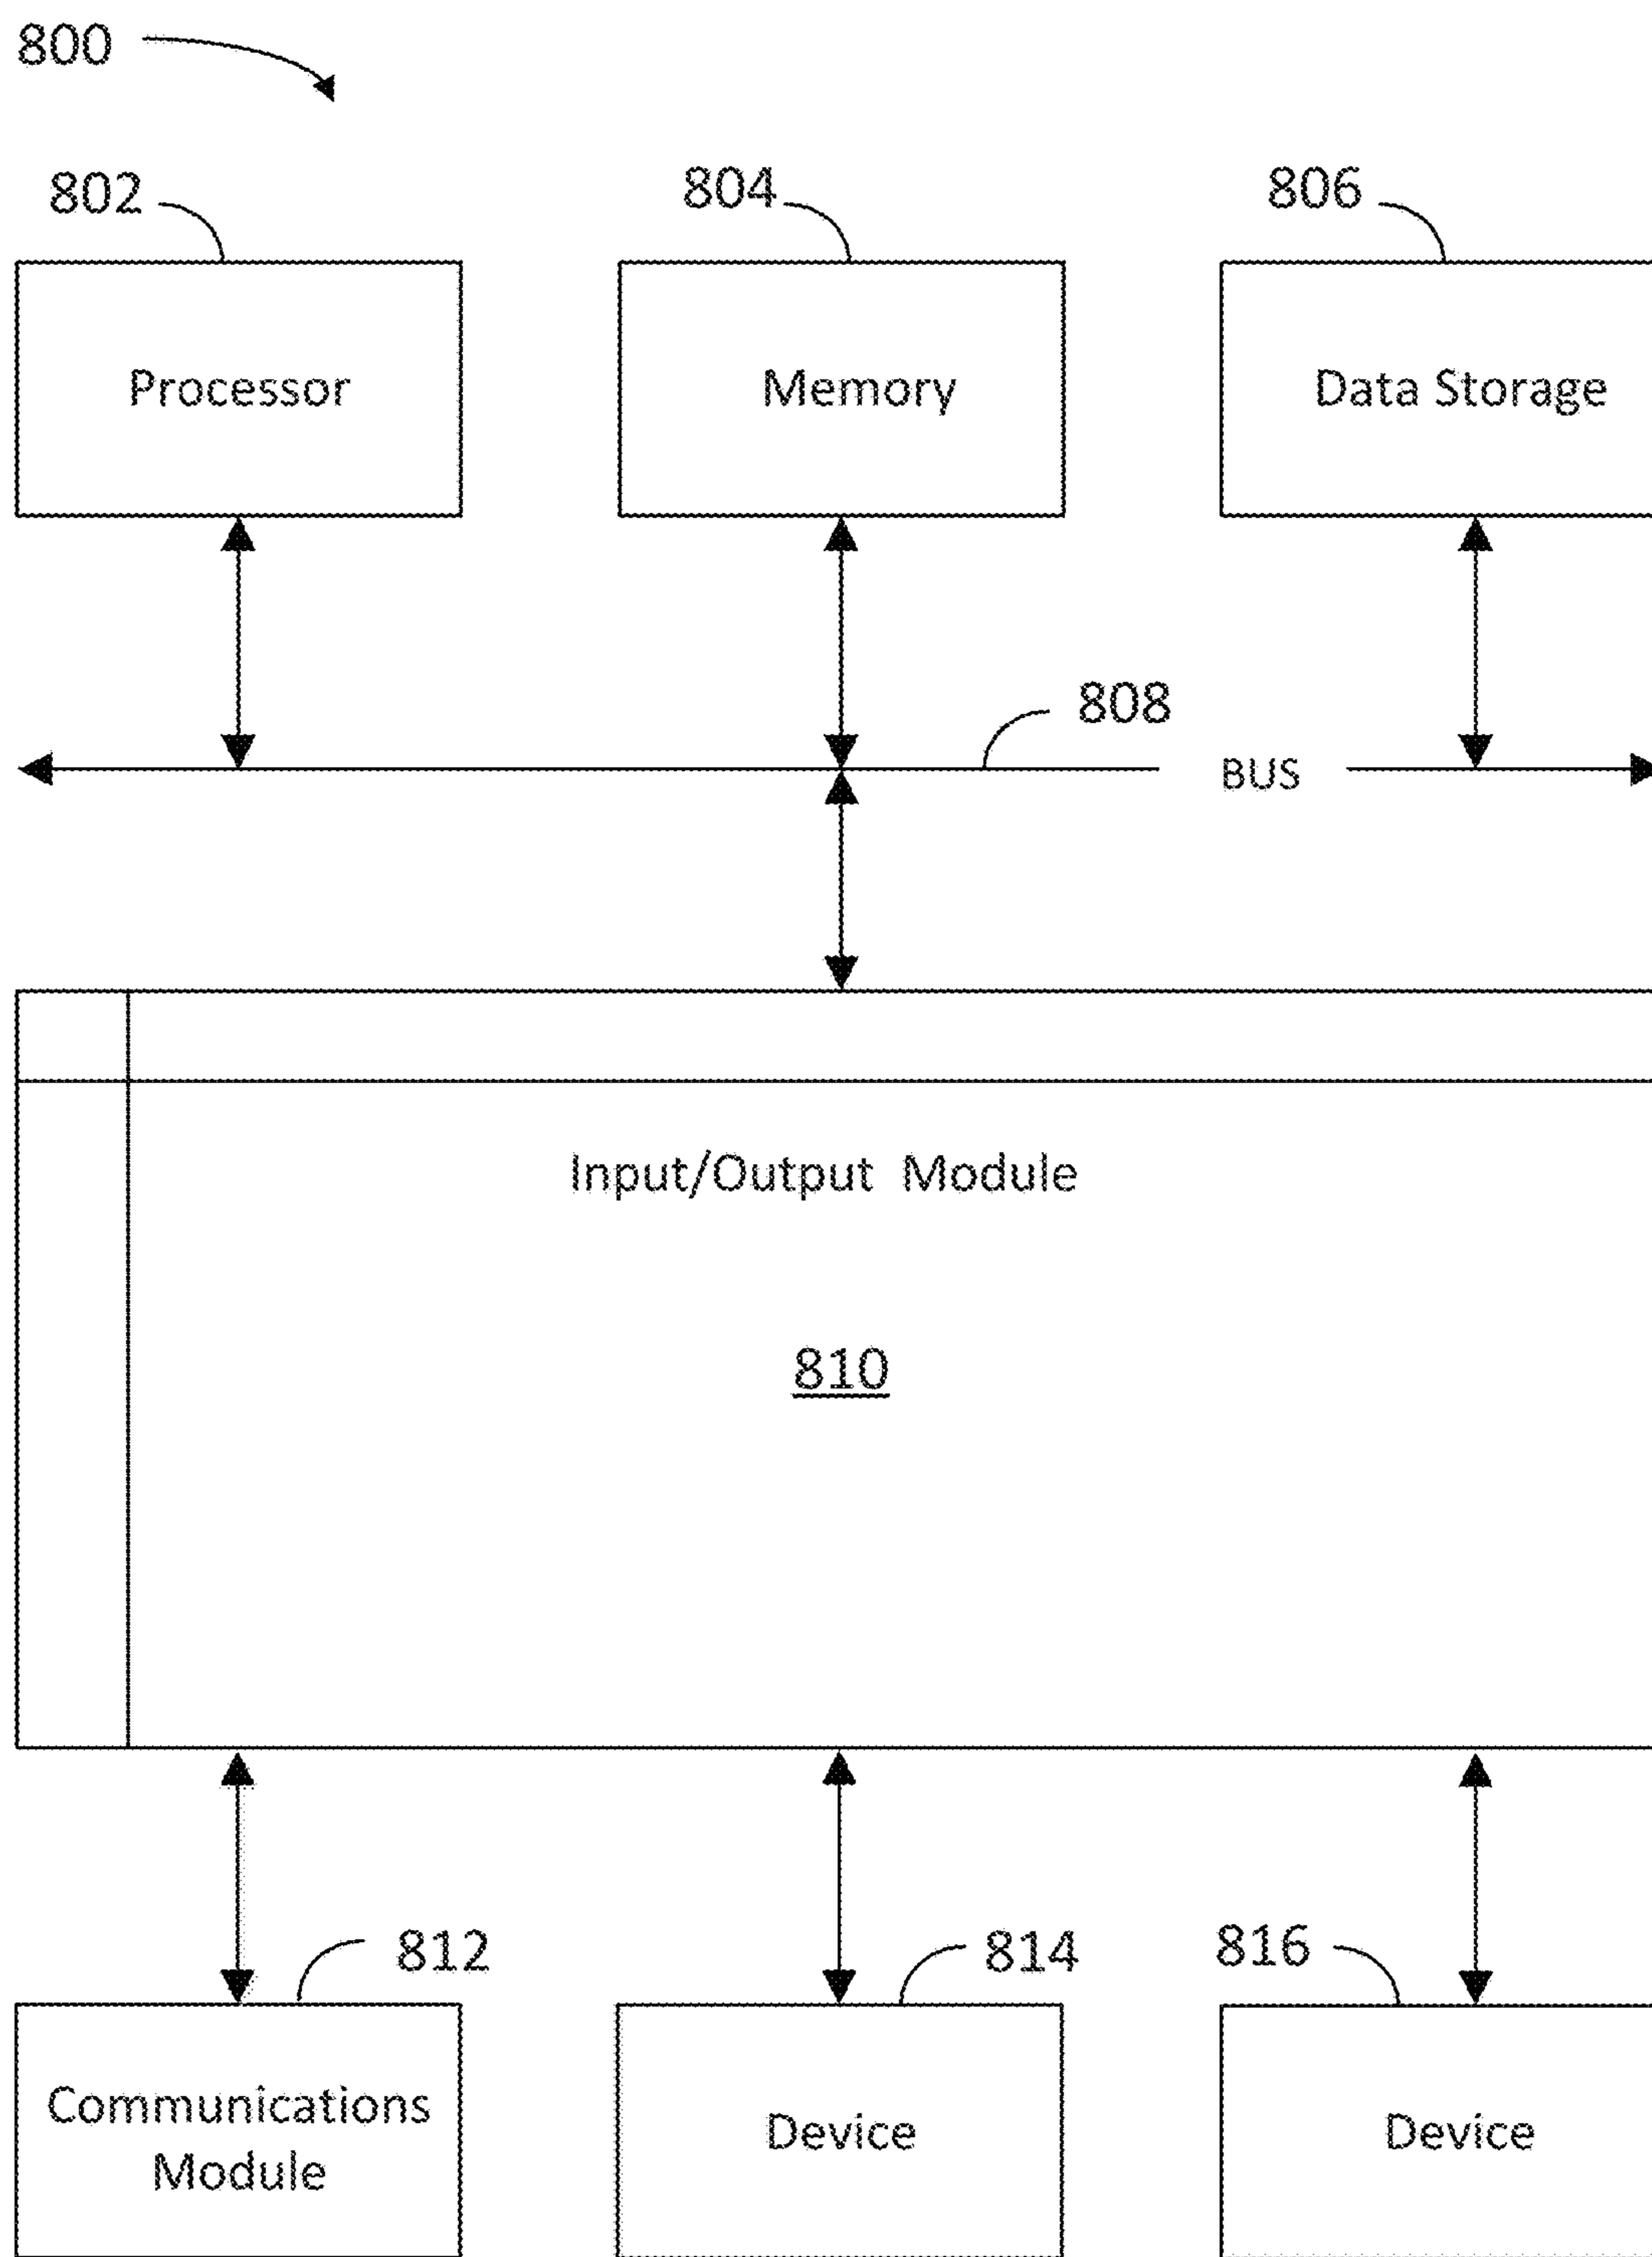 800
802
804
806
Processor
Memory
Data Storage
808
BUS
Input/Output Module
810
812
814
816
Communications
Module
Device
Device